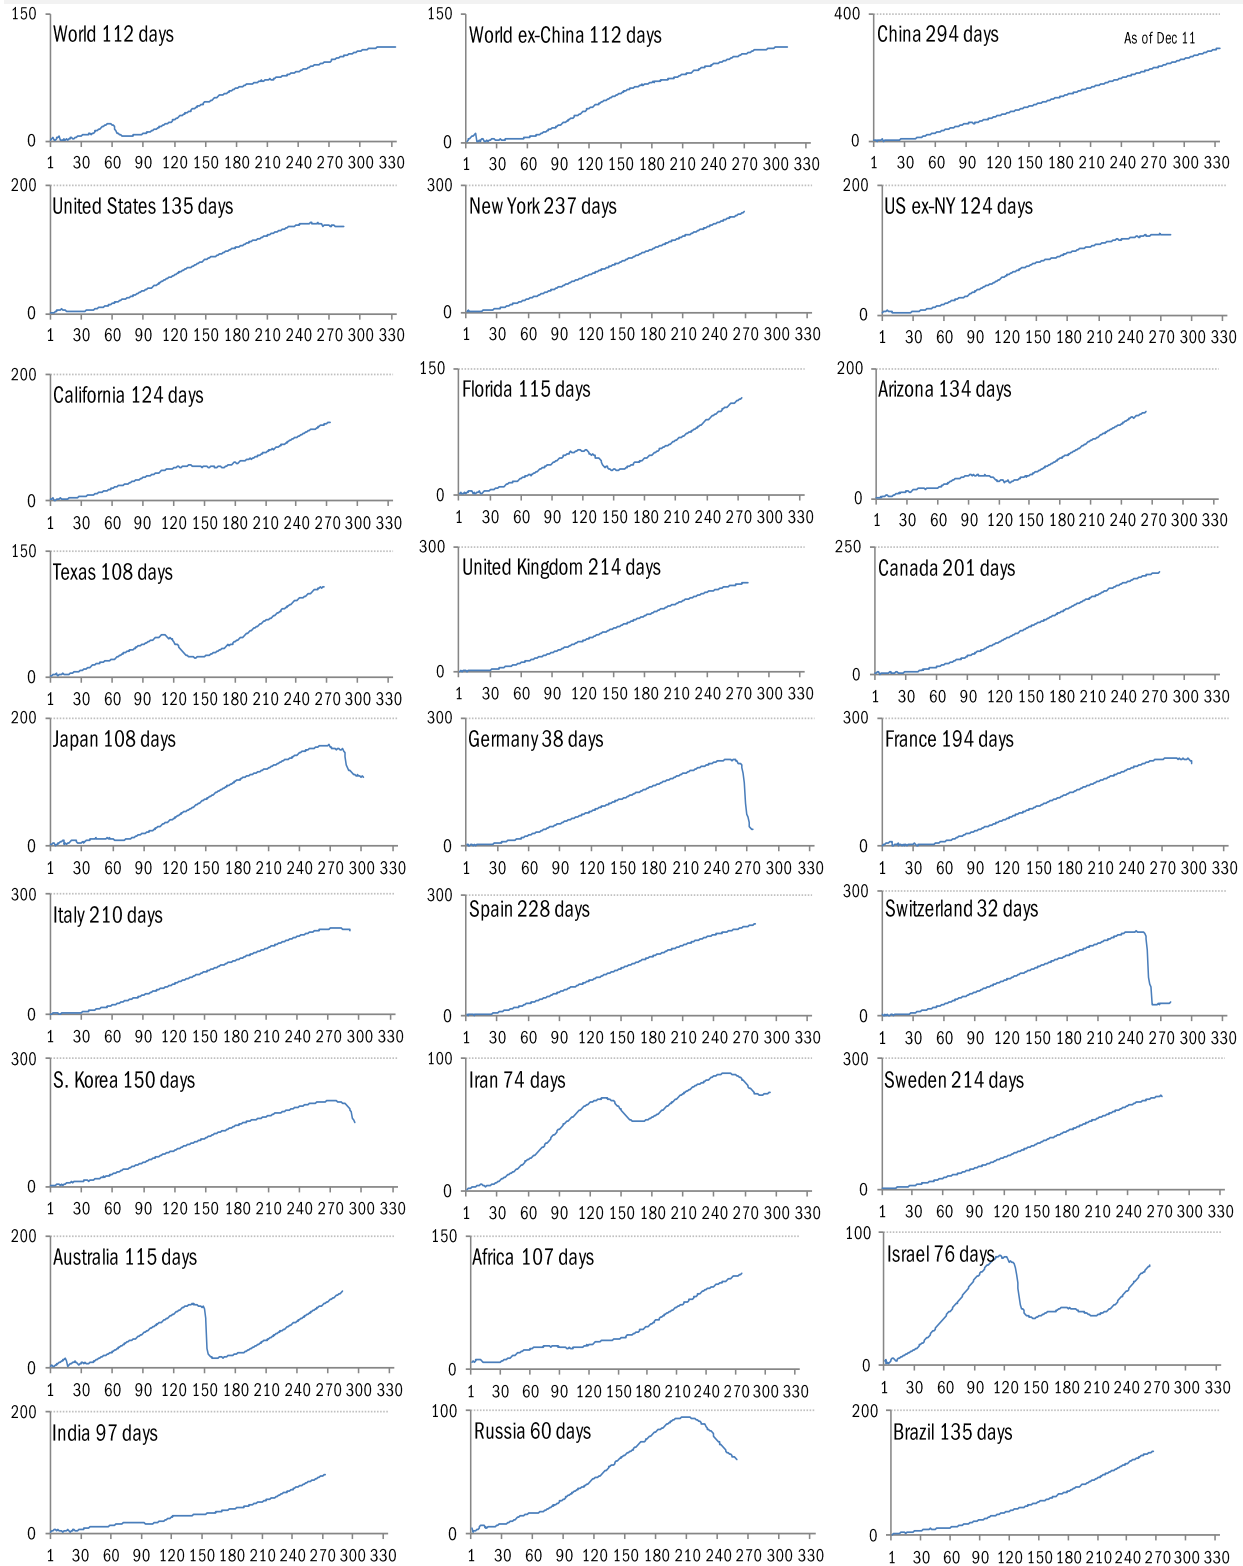 150
World 112 days
0
1 30 60 90 120 150 180 210 240 270 300 330
150
World ex-China 112 days
0
1 30 60 90 120 150 180 210 240 270 300 330
400
China 294 days
As of Dec 11
0
1 30 60 90 120 150 180 210 240 270 300 330
200
United States 135 days
0
1 30 60 90 120 150 180 210 240 270 300 330
300
New York 237 days
0
1 30 60 90 120 150 180 210 240 270 300 330
200
US ex-NY 124 days
0
1 30 60 90 120 150 180 210 240 270 300 330
200
California 124 days
0
1 30 60 90 120 150 180 210 240 270 300 330
150
Florida 115 days
0
1 30 60 90 120 150 180 210 240 270 300 330
200
Arizona 134 days
0
1 30 60 90 120 150 180 210 240 270 300 330
150
Texas 108 days
0
1 30 60 90 120 150 180 210 240 270 300 330
300
United Kingdom 214 days
0
1 30 60 90 120 150 180 210 240 270 300 330
250
Canada 201 days
0
1 30 60 90 120 150 180 210 240 270 300 330
200
Japan 108 days
0
1 30 60 90 120 150 180 210 240 270 300 330
300
Germany 38 days
0
1 30 60 90 120 150 180 210 240 270 300 330
300
France 194 days
0
1 30 60 90 120 150 180 210 240 270 300 330
300
Italy 210 days
0
1 30 60 90 120 150 180 210 240 270 300 330
300
Spain 228 days
0
1 30 60 90 120 150 180 210 240 270 300 330
300
Switzerland 32 days
0
1 30 60 90 120 150 180 210 240 270 300 330
300
S. Korea 150 days
0
1 30 60 90 120 150 180 210 240 270 300 330
100
Iran 74 days
0
1 30 60 90 120 150 180 210 240 270 300 330
300
Sweden 214 days
0
1 30 60 90 120 150 180 210 240 270 300 330
200
Australia 115 days
0
1 30 60 90 120 150 180 210 240 270 300 330
150
Africa 107 days
0
1 30 60 90 120 150 180 210 240 270 300 330
100
Israel 76 days
0
1 30 60 90 120 150 180 210 240 270 300 330
200
India 97 days
0
1 30 60 90 120 150 180 210 240 270 300 330
100
Russia 60 days
0
1 30 60 90 120 150 180 210 240 270 300 330
200
Brazil 135 days
0
1 30 60 90 120 150 180 210 240 270 300 330